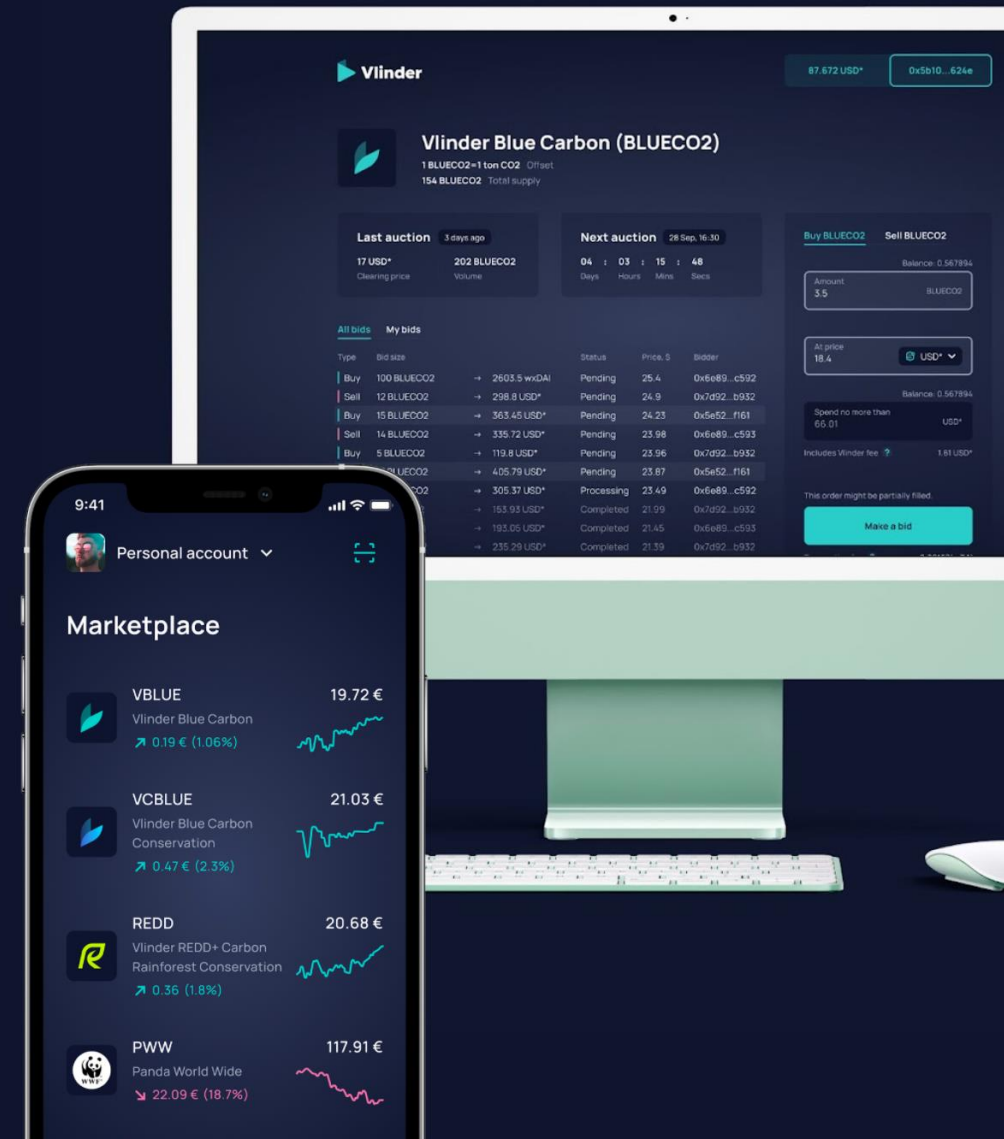 Vlinder
87.672 USD*
0x5b10...624e
Vlinder Blue Carbon (BLUECO2)
1 BLUECO2=1 ton CO2 Offset
154 BLUECO2 Total supply
Last auction 3 days ago
17 USD* 202 BLUECO2
Clearing price Volume
Next auction 28 Sep, 16:30
04 : 03 : 15 : 48
Days Hours Mins Secs
Buy BLUECO2 Sell BLUECO2
Balance: 0.567894
Amount
3.5 BLUECO2
At price
18.4 USD*
Balance: 0.567894
Spend no more than
66.01 USD*
Includes Vlinder fee ? 1.61 USD*
This order might be partially filled.
Make a bid
All bids My bids
Type Bid size Status Price, $ Bidder
Buy 100 BLUECO2 → 2603.5 wxDAI Pending 25.4 0x6e89...c592
Sell 12 BLUECO2 → 298.8 USD* Pending 24.9 0x7d92...b932
Buy 15 BLUECO2 → 363.45 USD* Pending 24.23 0x5e52...f161
Sell 14 BLUECO2 → 335.72 USD* Pending 23.98 0x6e89...c593
Buy 5 BLUECO2 → 119.8 USD* Pending 23.96 0x7d92...b932
→ 405.79 USD* Pending 23.87 0x5e52...f161
→ 305.37 USD* Processing 23.49 0x6e89...c592
→ 153.93 USD* Completed 21.99 0x7d92...b932
→ 193.05 USD* Completed 21.45 0x6e89...c593
→ 235.29 USD* Completed 21.39 0x7d92...b932
9:41
Personal account
Marketplace
VBLUE 19.72 €
Vlinder Blue Carbon
↗ 0.19 € (1.06%)
VCBLUE 21.03 €
Vlinder Blue Carbon
Conservation
↗ 0.47 € (2.3%)
REDD 20.68 €
Vlinder REDD+ Carbon
Rainforest Conservation
↗ 0.36 (1.8%)
PWW 117.91 €
Panda World Wide
↘ 22.09 € (18.7%)
WWF